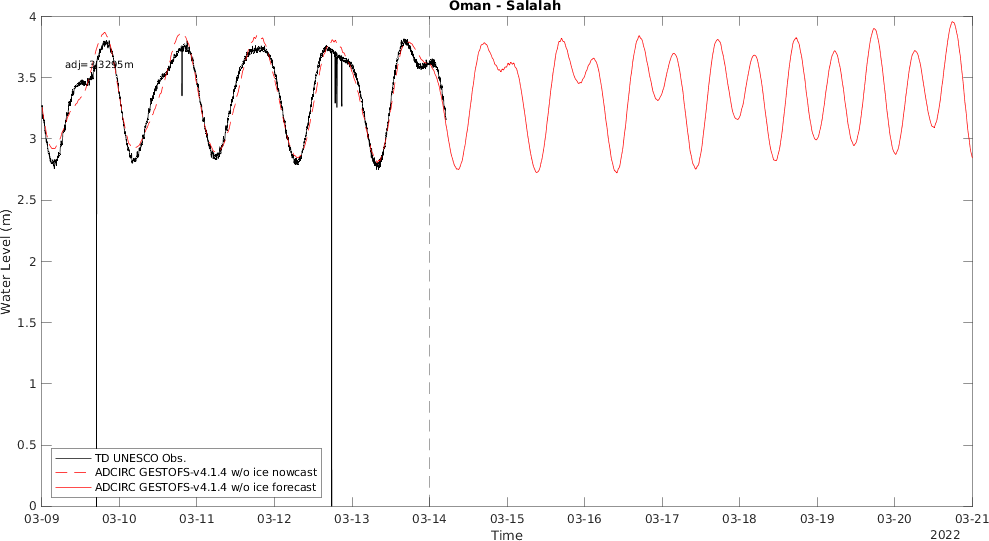 Oman - Salalah
4
3.5
3
2.5
2
1.5
1
0.5
0
Water Level (m)
adj=3.3295m
TD UNESCO Obs.
ADCIRC GESTOFS-v4.1.4 w/o ice nowcast
ADCIRC GESTOFS-v4.1.4 w/o ice forecast
03-09 03-10 03-11 03-12 03-13 03-14 03-15 03-16 03-17 03-18 03-19 03-20 03-21
Time
2022